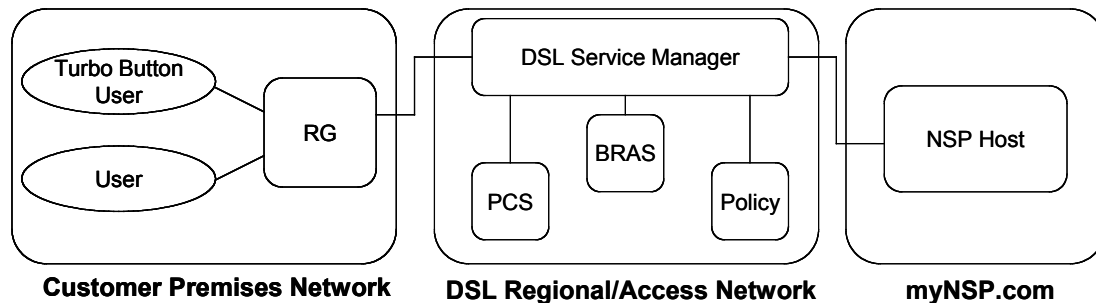 Turbo Button
User
User
RG
DSL Service Manager
PCS
BRAS
Policy
NSP Host
Customer Premises Network
DSL Regional/Access Network
myNSP.com